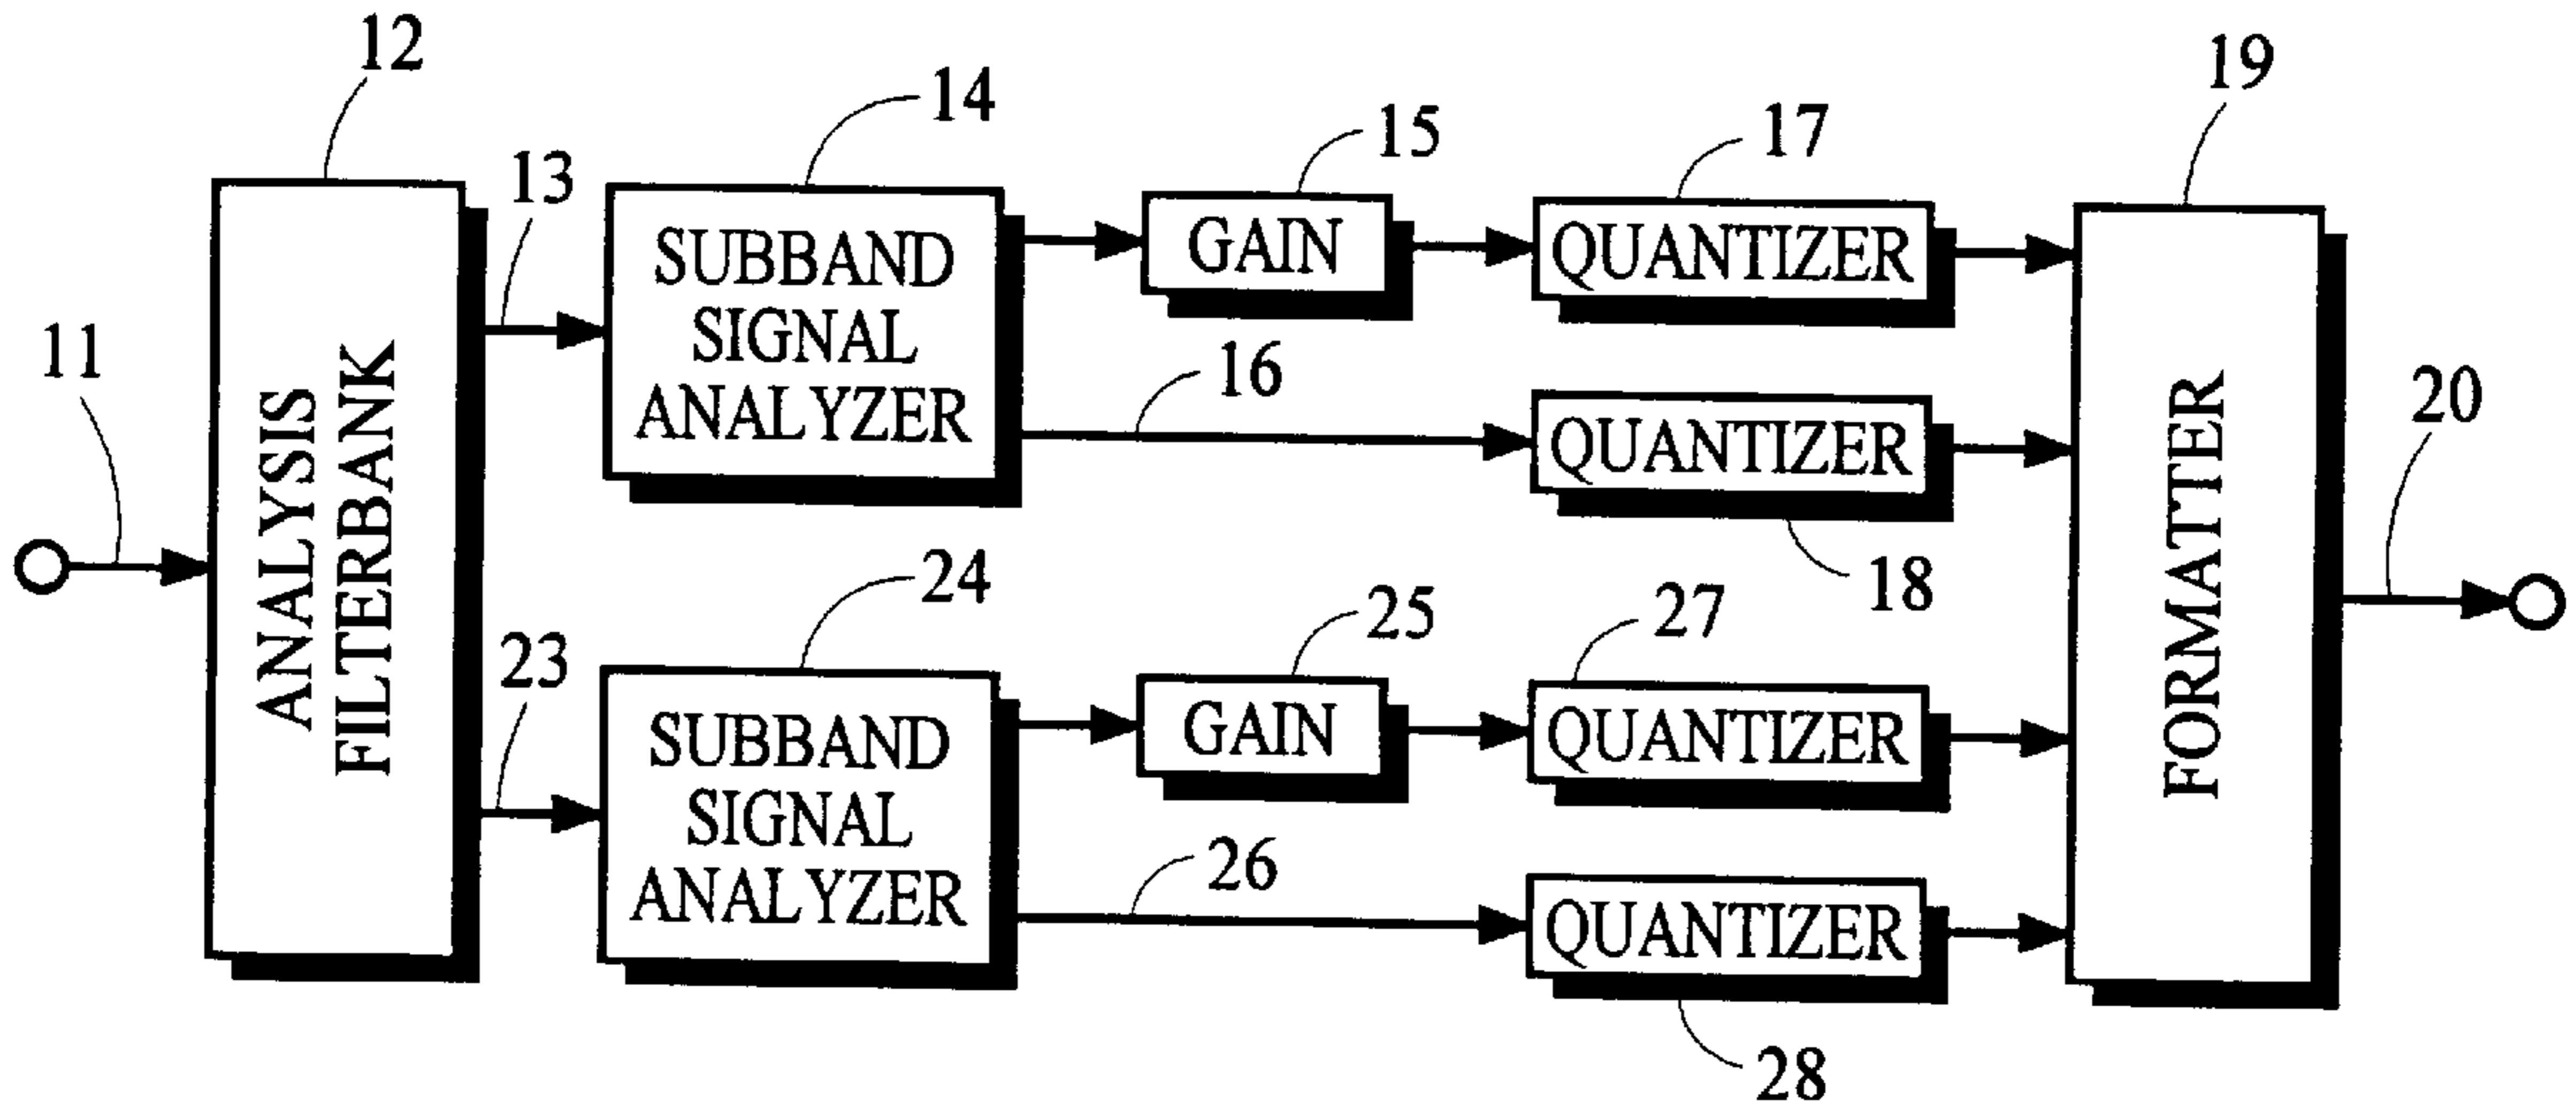 12
14
19
15
17
13
SUBBAND
SIGNAL
ANALYZER
GAIN
QUANTIZER
11
16
20
ANALYSIS
FILTERBANK
QUANTIZER
FORMATTER
18
24
25
27
23
SUBBAND
SIGNAL
ANALYZER
GAIN
QUANTIZER
26
QUANTIZER
28